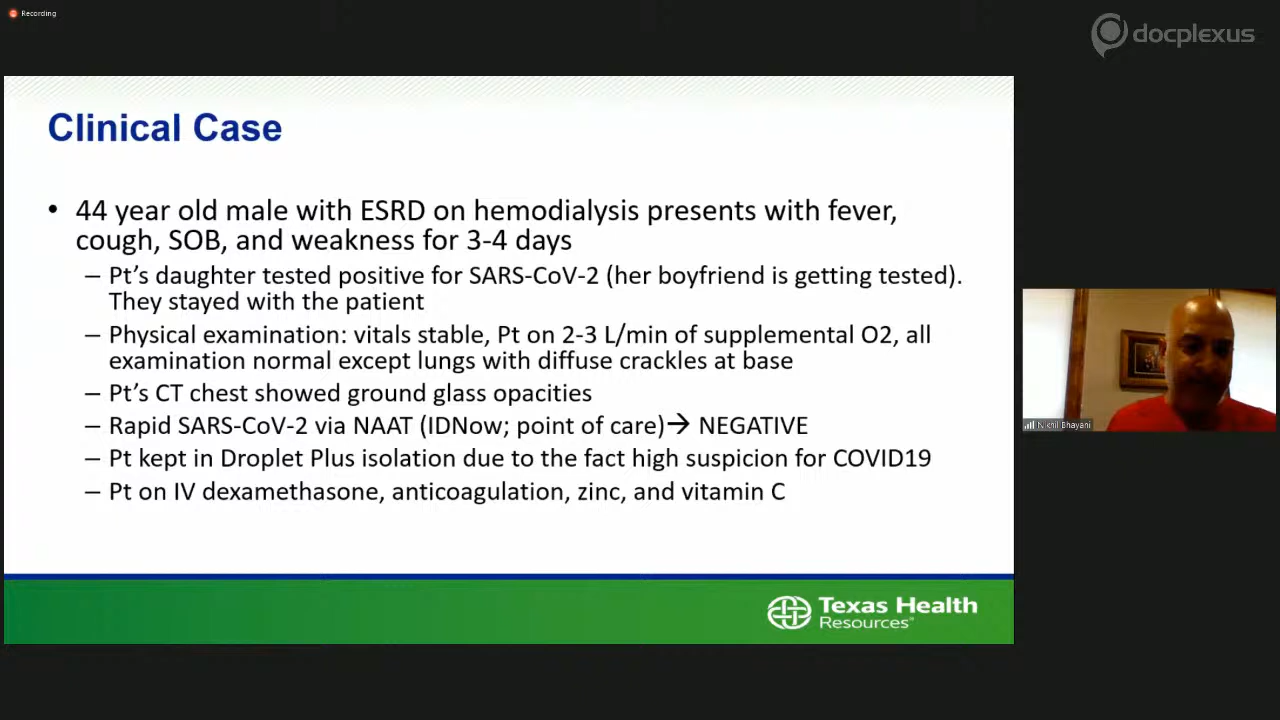 Recording
docplexus
Clinical Case
• 44 year old male with ESRD on hemodialysis presents with fever,
cough, SOB, and weakness for 3-4 days
– Pt's daughter tested positive for SARS-CoV-2 (her boyfriend is getting tested).
They stayed with the patient
– Physical examination: vitals stable, Pt on 2-3 L/min of supplemental O2, all
examination normal except lungs with diffuse crackles at base
– Pt's CT chest showed ground glass opacities
– Rapid SARS-CoV-2 via NAAT (IDNow; point of care)→ NEGATIVE
– Pt kept in Droplet Plus isolation due to the fact high suspicion for COVID19
– Pt on IV dexamethasone, anticoagulation, zinc, and vitamin C
Nikhil Bhayani
Texas Health
Resources